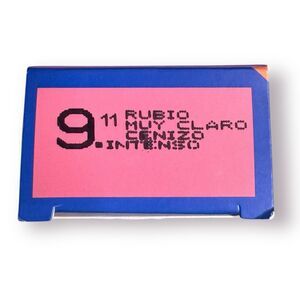 9.11 RUBIO
MUY CLARO
CENIZO
INTENSO